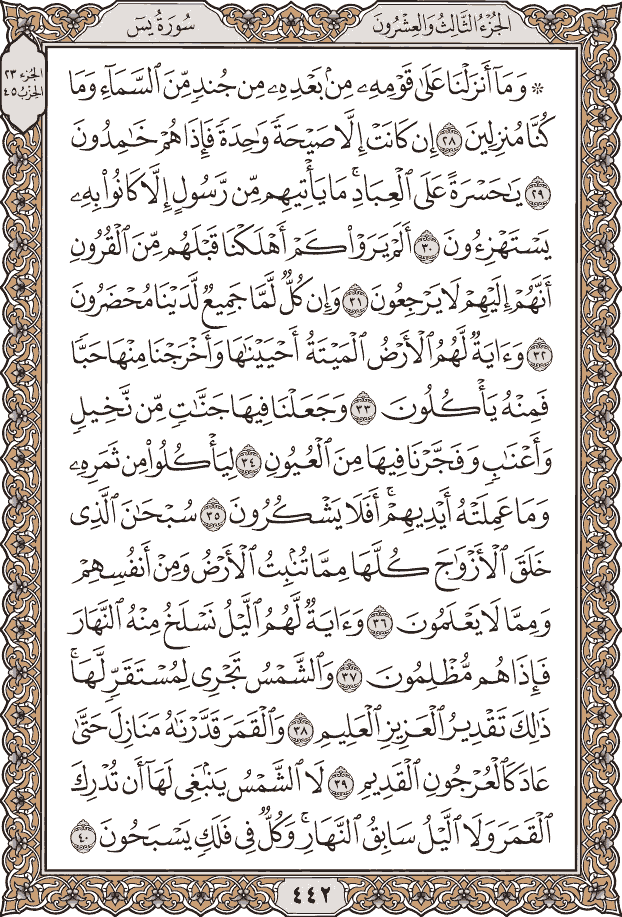 الجزء الثالث والعشرون
سورة يس
الجزء ٢٣
الحزب ٤٥
۞ وَمَآ أَنزَلْنَا عَلَىٰ قَوْمِهِۦ مِنۢ بَعْدِهِۦ مِن جُندٍ مِّنَ ٱلسَّمَآءِ وَمَا
كُنَّا مُنزِلِينَ ٢٨ إِن كَانَتْ إِلَّا صَيْحَةً وَٰحِدَةً فَإِذَا هُمْ خَٰمِدُونَ
٢٩ يَٰحَسْرَةً عَلَى ٱلْعِبَادِ ۚ مَا يَأْتِيهِم مِّن رَّسُولٍ إِلَّا كَانُوا۟ بِهِۦ
يَسْتَهْزِءُونَ ٣٠ أَلَمْ يَرَوْا۟ كَمْ أَهْلَكْنَا قَبْلَهُم مِّنَ ٱلْقُرُونِ
أَنَّهُمْ إِلَيْهِمْ لَا يَرْجِعُونَ ٣١ وَإِن كُلٌّ لَّمَّا جَمِيعٌ لَّدَيْنَا مُحْضَرُونَ
٣٢ وَءَايَةٌ لَّهُمُ ٱلْأَرْضُ ٱلْمَيْتَةُ أَحْيَيْنَٰهَا وَأَخْرَجْنَا مِنْهَا حَبًّا
فَمِنْهُ يَأْكُلُونَ ٣٣ وَجَعَلْنَا فِيهَا جَنَّٰتٍ مِّن نَّخِيلٍ
وَأَعْنَٰبٍ وَفَجَّرْنَا فِيهَا مِنَ ٱلْعُيُونِ ٣٤ لِيَأْكُلُوا۟ مِن ثَمَرِهِۦ
وَمَا عَمِلَتْهُ أَيْدِيهِمْ ۖ أَفَلَا يَشْكُرُونَ ٣٥ سُبْحَٰنَ ٱلَّذِى
خَلَقَ ٱلْأَزْوَٰجَ كُلَّهَا مِمَّا تُنۢبِتُ ٱلْأَرْضُ وَمِنْ أَنفُسِهِمْ
وَمِمَّا لَا يَعْلَمُونَ ٣٦ وَءَايَةٌ لَّهُمُ ٱلَّيْلُ نَسْلَخُ مِنْهُ ٱلنَّهَارَ
فَإِذَا هُم مُّظْلِمُونَ ٣٧ وَٱلشَّمْسُ تَجْرِى لِمُسْتَقَرٍّ لَّهَا ۚ
ذَٰلِكَ تَقْدِيرُ ٱلْعَزِيزِ ٱلْعَلِيمِ ٣٨ وَٱلْقَمَرَ قَدَّرْنَٰهُ مَنَازِلَ حَتَّىٰ
عَادَ كَٱلْعُرْجُونِ ٱلْقَدِيمِ ٣٩ لَا ٱلشَّمْسُ يَنۢبَغِى لَهَآ أَن تُدْرِكَ
ٱلْقَمَرَ وَلَا ٱلَّيْلُ سَابِقُ ٱلنَّهَارِ ۚ وَكُلٌّ فِى فَلَكٍ يَسْبَحُونَ ٤٠
٤٤٢